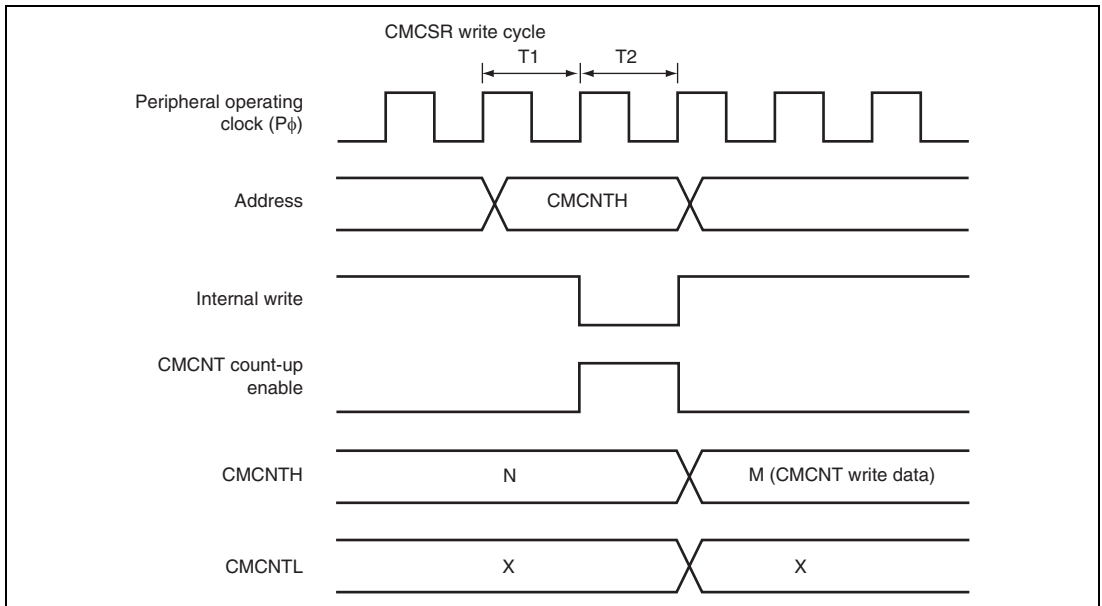 CMCSR write cycle
T1 T2
Peripheral operating
clock (Pϕ)
Address CMCNTH
Internal write
CMCNT count-up
enable
CMCNTH N M (CMCNT write data)
CMCNTL X X